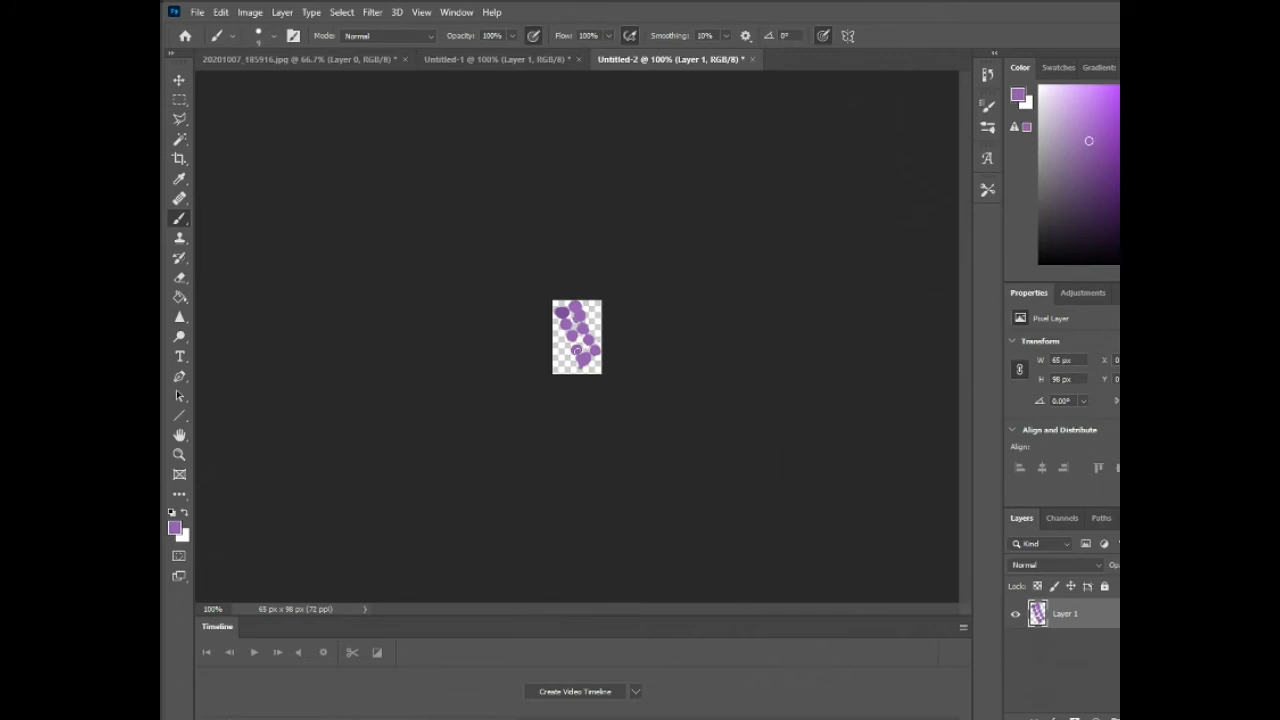 Ps File Edit Image Layer Type Select Filter 3D View Window Help
9 Mode: Normal Opacity: 100% Flow: 100% Smoothing: 10% 0°
20201007_185916.jpg @ 66.7% (Layer 0, RGB/8) * × Untitled-1 @ 100% (Layer 1, RGB/8) * × Untitled-2 @ 100% (Layer 1, RGB/8) * ×
Color Swatches Gradient
Properties Adjustments
Pixel Layer
Transform
W 65 px X 0
H 98 px Y 0
0.00°
Align and Distribute
Align:
Layers Channels Paths
Kind
Normal Opa
Lock:
Layer 1
100% 65 px x 98 px (72 ppi)
Timeline
Create Video Timeline